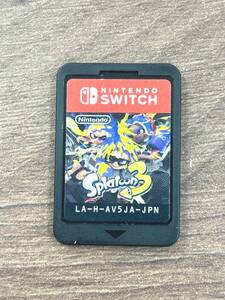 NINTENDO
SWITCH
Nintendo
Splatoon 3
LA-H-AV5JA-JPN